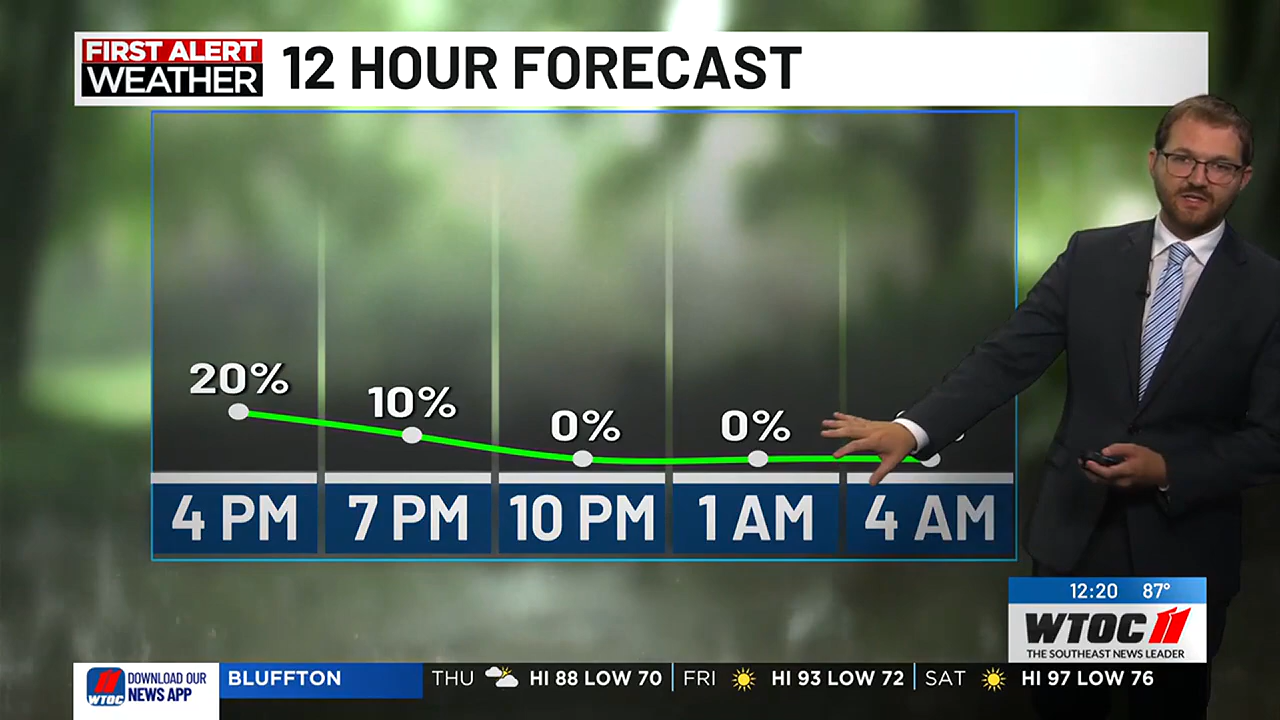 FIRST ALERT
WEATHER
12 HOUR FORECAST
20%
10%
0%
0%
4 PM
7 PM
10 PM
1 AM
4 AM
12:20 87°
WTOC 11
THE SOUTHEAST NEWS LEADER
11
WTOC
DOWNLOAD OUR
NEWS APP
BLUFFTON
THU HI 88 LOW 70 FRI HI 93 LOW 72 SAT HI 97 LOW 76